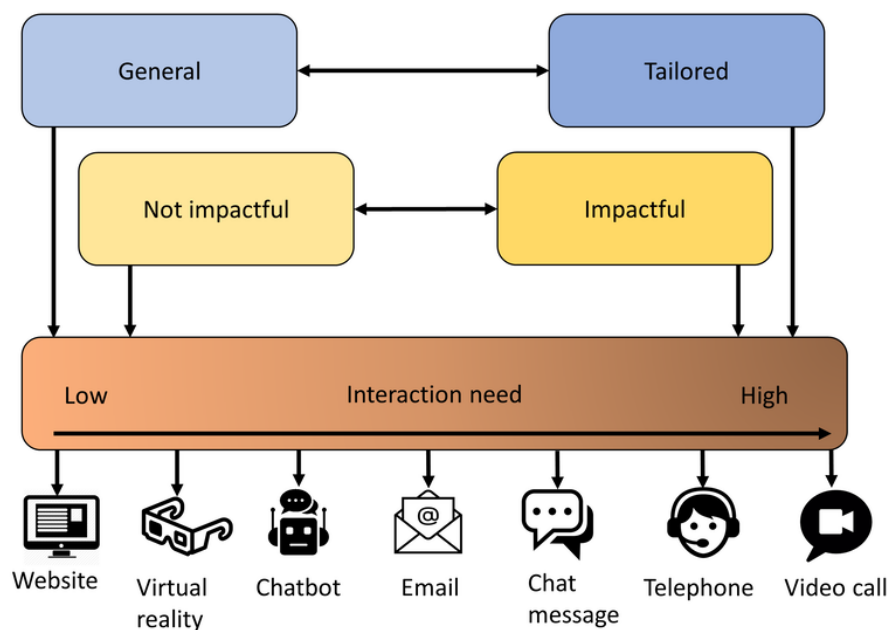 General
Tailored
Not impactful
Impactful
Low
Interaction need
High
@
Website
Virtual
reality
Chatbot
Email
Chat
message
Telephone
Video call